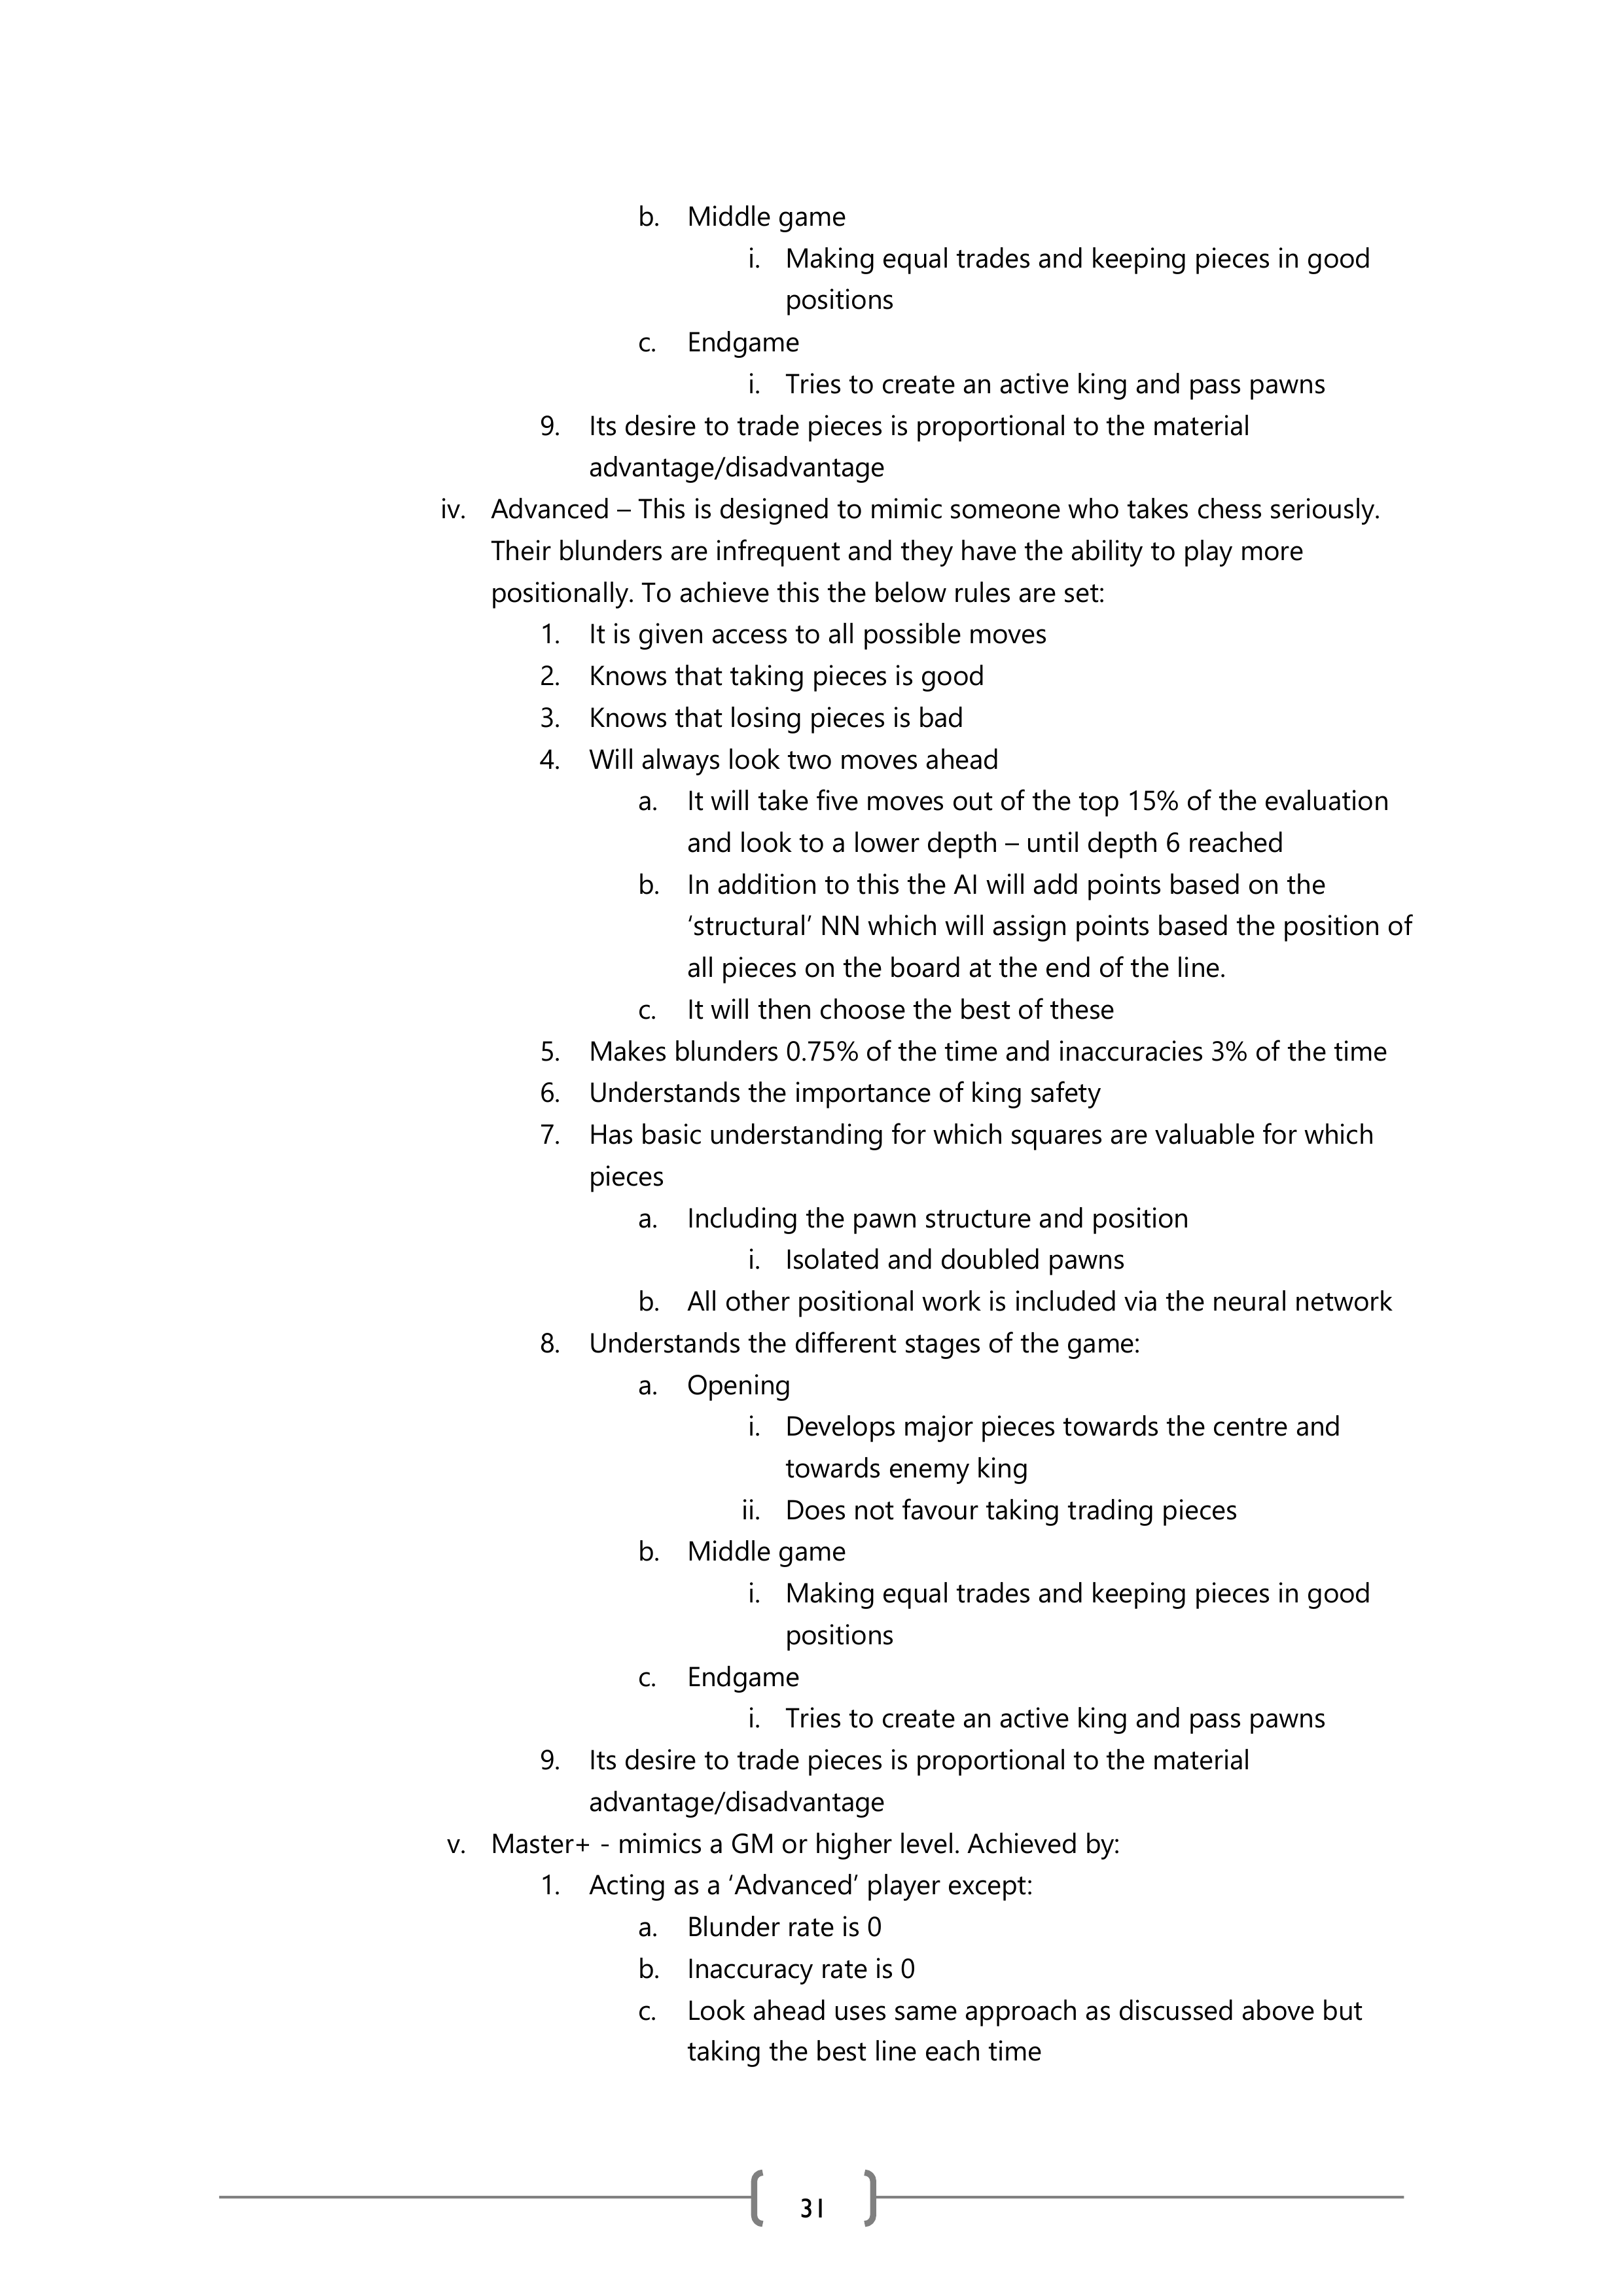 b. Middle game
i. Making equal trades and keeping pieces in good
positions
c. Endgame
i. Tries to create an active king and pass pawns
9. Its desire to trade pieces is proportional to the material
advantage/disadvantage
iv. Advanced – This is designed to mimic someone who takes chess seriously.
Their blunders are infrequent and they have the ability to play more
positionally. To achieve this the below rules are set:
1. It is given access to all possible moves
2. Knows that taking pieces is good
3. Knows that losing pieces is bad
4. Will always look two moves ahead
a. It will take five moves out of the top 15% of the evaluation
and look to a lower depth – until depth 6 reached
b. In addition to this the AI will add points based on the
‘structural’ NN which will assign points based the position of
all pieces on the board at the end of the line.
c. It will then choose the best of these
5. Makes blunders 0.75% of the time and inaccuracies 3% of the time
6. Understands the importance of king safety
7. Has basic understanding for which squares are valuable for which
pieces
a. Including the pawn structure and position
i. Isolated and doubled pawns
b. All other positional work is included via the neural network
8. Understands the different stages of the game:
a. Opening
i. Develops major pieces towards the centre and
towards enemy king
ii. Does not favour taking trading pieces
b. Middle game
i. Making equal trades and keeping pieces in good
positions
c. Endgame
i. Tries to create an active king and pass pawns
9. Its desire to trade pieces is proportional to the material
advantage/disadvantage
v. Master+ - mimics a GM or higher level. Achieved by:
1. Acting as a ‘Advanced’ player except:
a. Blunder rate is 0
b. Inaccuracy rate is 0
c. Look ahead uses same approach as discussed above but
taking the best line each time
31